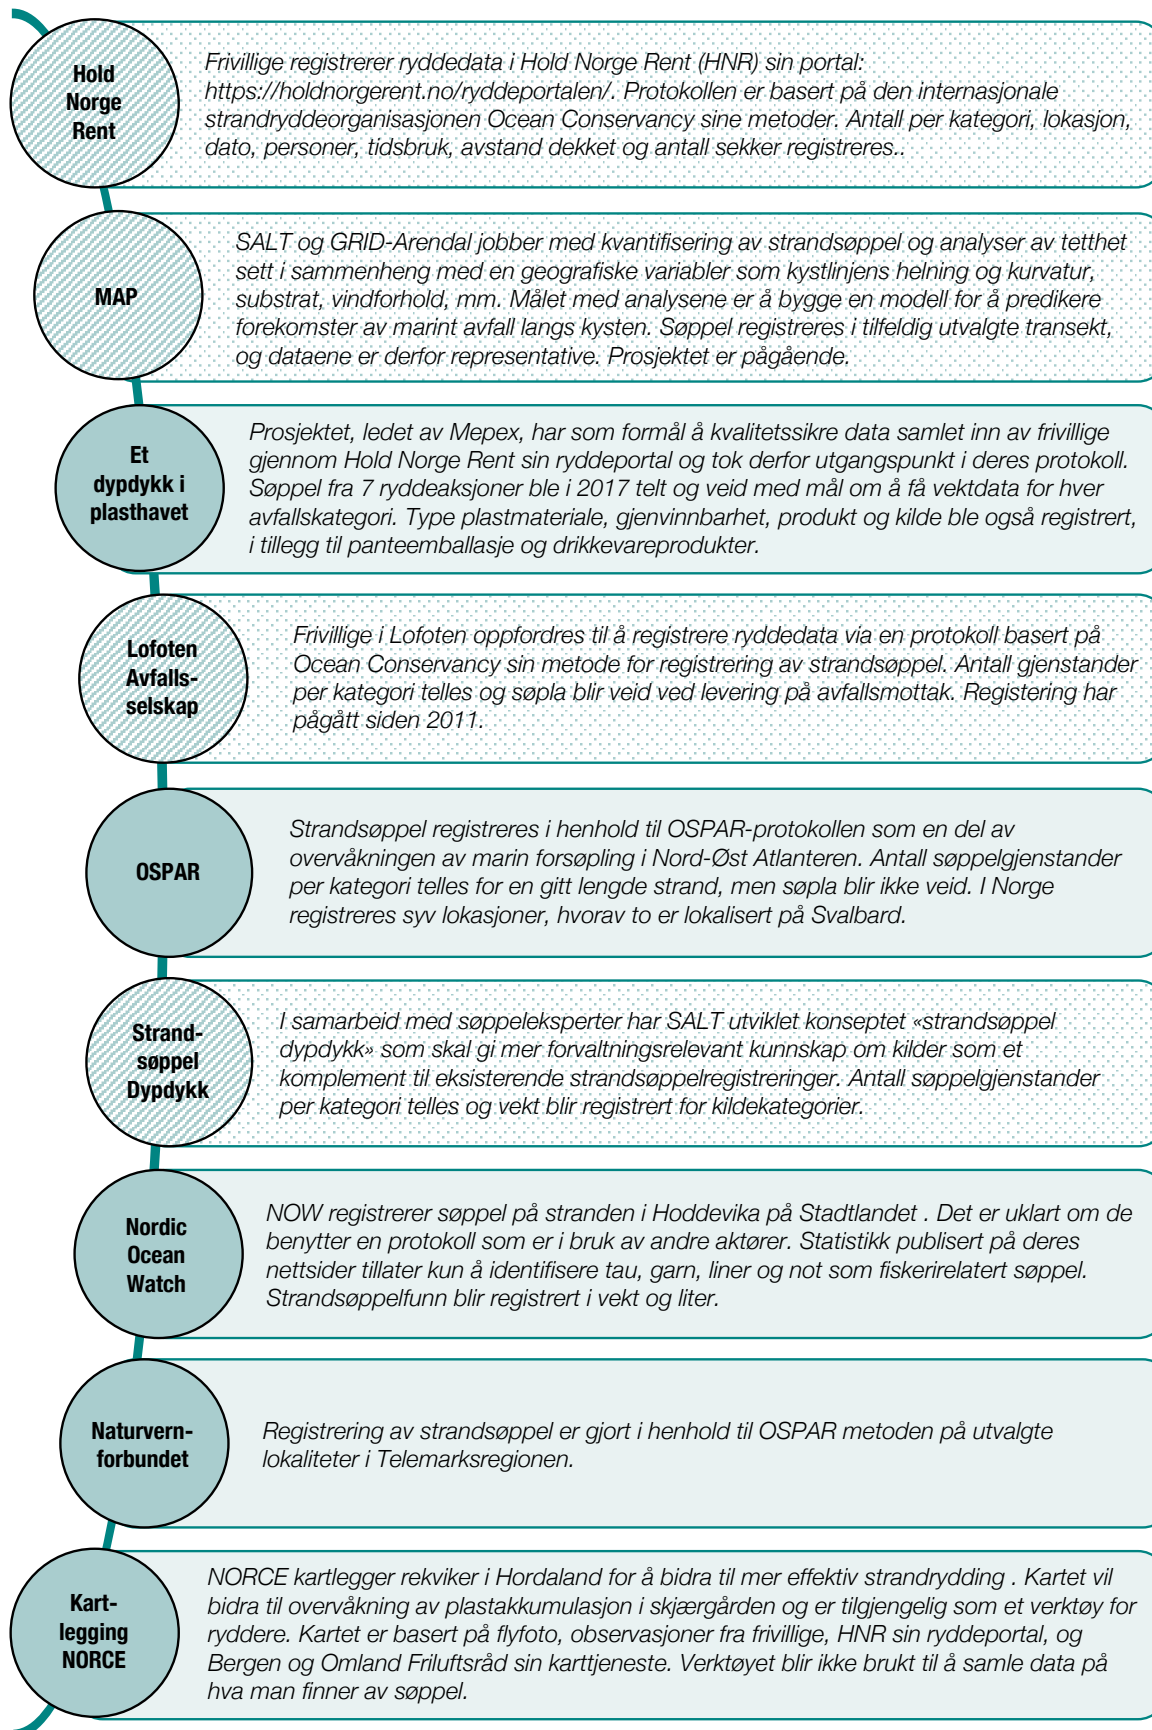 Hold
Norge
Rent
Frivillige registrerer ryddedata i Hold Norge Rent (HNR) sin portal:
https://holdnorgerent.no/ryddeportalen/. Protokollen er basert på den internasjonale
strandryddeorganisasjonen Ocean Conservancy sine metoder. Antall per kategori, lokasjon,
dato, personer, tidsbruk, avstand dekket og antall sekker registreres..
MAP
SALT og GRID-Arendal jobber med kvantifisering av strandsøppel og analyser av tetthet
sett i sammenheng med en geografiske variabler som kystlinjens helning og kurvatur,
substrat, vindforhold, mm. Målet med analysene er å bygge en modell for å predikere
forekomster av marint avfall langs kysten. Søppel registreres i tilfeldig utvalgte transekt,
og dataene er derfor representative. Prosjektet er pågående.
Et
dypdykk i
plasthavet
Prosjektet, ledet av Mepex, har som formål å kvalitetssikre data samlet inn av frivillige
gjennom Hold Norge Rent sin ryddeportal og tok derfor utgangspunkt i deres protokoll.
Søppel fra 7 ryddeaksjoner ble i 2017 telt og veid med mål om å få vektdata for hver
avfallskategori. Type plastmateriale, gjenvinnbarhet, produkt og kilde ble også registrert,
i tillegg til panteemballasje og drikkevareprodukter.
Lofoten
Avfalls-
selskap
Frivillige i Lofoten oppfordres til å registrere ryddedata via en protokoll basert på
Ocean Conservancy sin metode for registrering av strandsøppel. Antall gjenstander
per kategori telles og søpla blir veid ved levering på avfallsmottak. Registering har
pågått siden 2011.
OSPAR
Strandsøppel registreres i henhold til OSPAR-protokollen som en del av
overvåkningen av marin forsøpling i Nord-Øst Atlanteren. Antall søppelgjenstander
per kategori telles for en gitt lengde strand, men søpla blir ikke veid. I Norge
registreres syv lokasjoner, hvorav to er lokalisert på Svalbard.
Strand-
søppel
Dypdykk
I samarbeid med søppeleksperter har SALT utviklet konseptet «strandsøppel
dypdykk» som skal gi mer forvaltningsrelevant kunnskap om kilder som et
komplement til eksisterende strandsøppelregistreringer. Antall søppelgjenstander
per kategori telles og vekt blir registrert for kildekategorier.
Nordic
Ocean
Watch
NOW registrerer søppel på stranden i Hoddevika på Stadtlandet . Det er uklart om de
benytter en protokoll som er i bruk av andre aktører. Statistikk publisert på deres
nettsider tillater kun å identifisere tau, garn, liner og not som fiskerirelatert søppel.
Strandsøppelfunn blir registrert i vekt og liter.
Naturvern-
forbundet
Registrering av strandsøppel er gjort i henhold til OSPAR metoden på utvalgte
lokaliteter i Telemarksregionen.
Kart-
legging
NORCE
NORCE kartlegger rekviker i Hordaland for å bidra til mer effektiv strandrydding . Kartet vil
bidra til overvåkning av plastakkumulasjon i skjærgården og er tilgjengelig som et verktøy for
ryddere. Kartet er basert på flyfoto, observasjoner fra frivillige, HNR sin ryddeportal, og
Bergen og Omland Friluftsråd sin karttjeneste. Verktøyet blir ikke brukt til å samle data på
hva man finner av søppel.